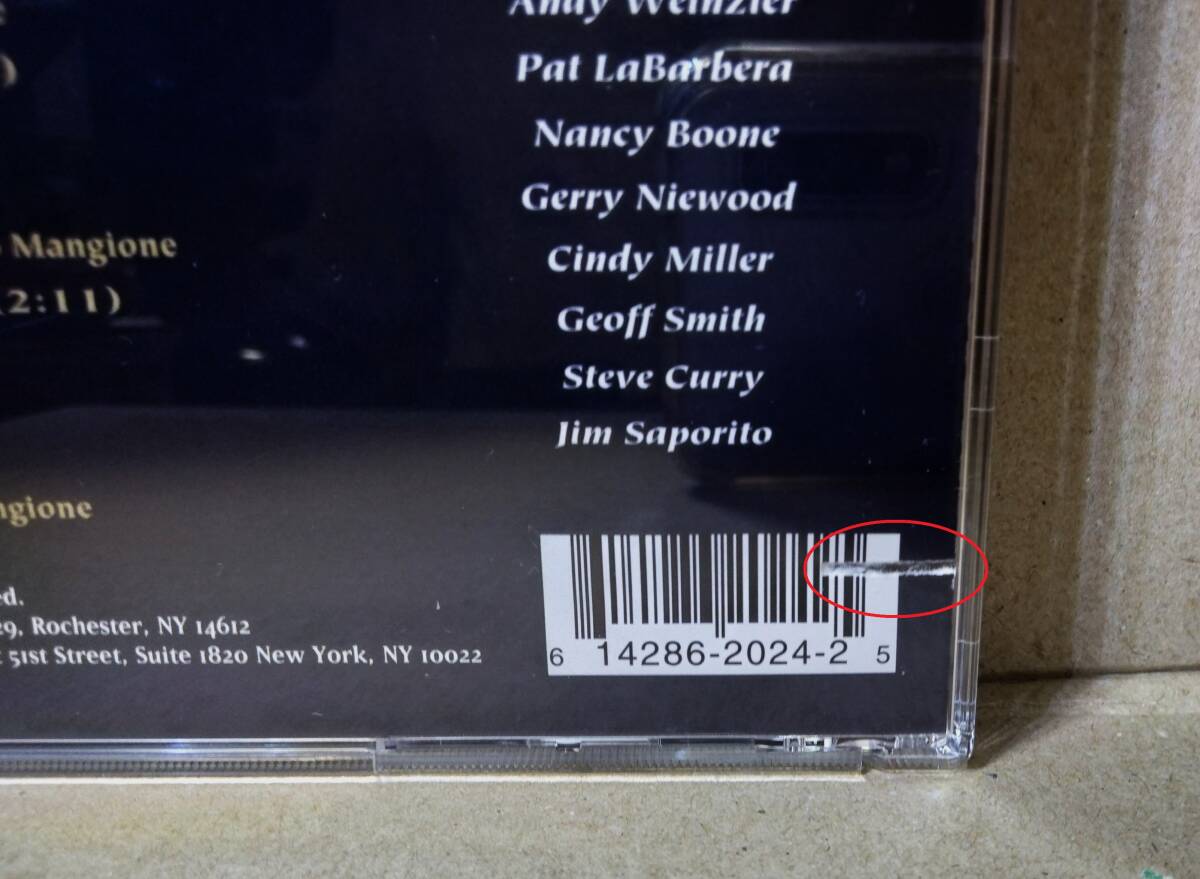 )
Andy Weinzler
Pat LaBarbera
Nancy Boone
Gerry Niewood
Mangione
Cindy Miller
(2:11)
Geoff Smith
Steve Curry
Jim Saporito
ngione
ed.
29, Rochester, NY 14612
51st Street, Suite 1820 New York, NY 10022
6 14286-2024-2 5